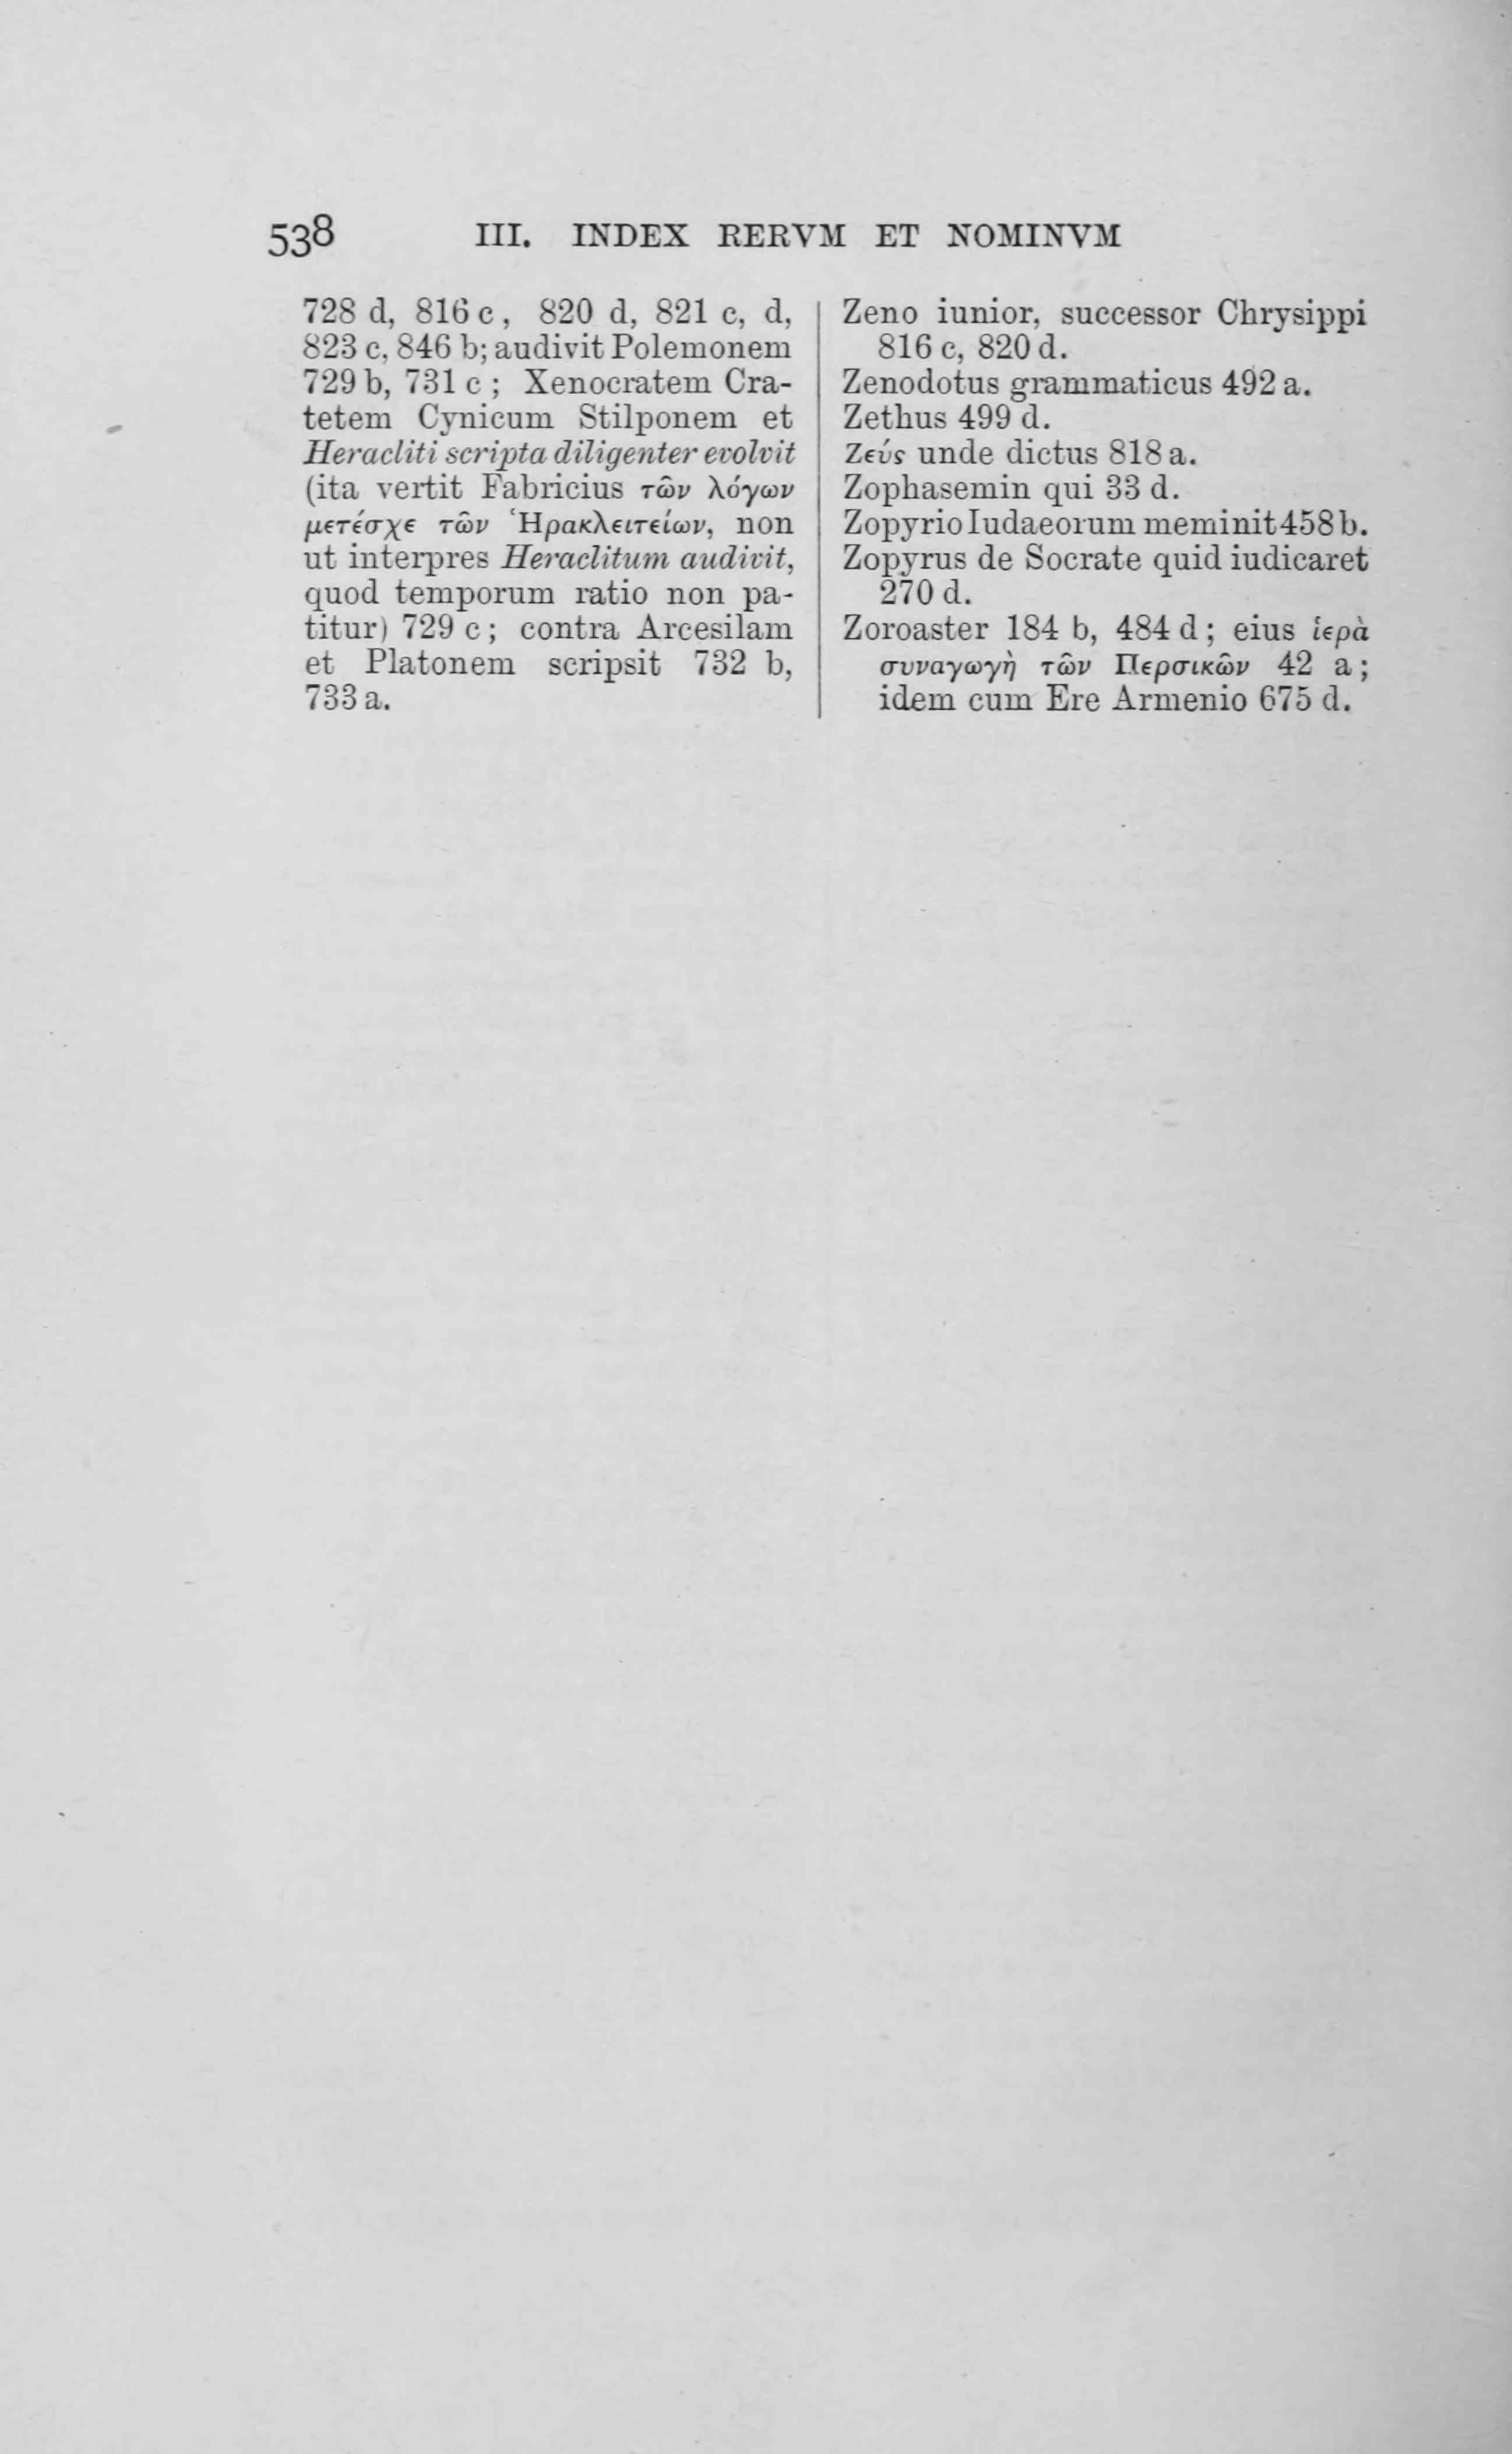 538 III. INDEX RERVM ET NOMINVM
728 d, 816 c, 820 d, 821 c, d,
823 c, 846 b; audivit Polemonem
729 b, 731 c; Xenocratem Cra-
tetem Cynicum Stilponem et
Heracliti scripta diligenter evolvit
(ita vertit Fabricius τῶν λόγων
μετέσχε τῶν Ἡρακλειτείων, non
ut interpres Heraclitum audivit,
quod temporum ratio non pa-
titur) 729 c; contra Arcesilam
et Platonem scripsit 732 b,
733 a.
Zeno iunior, successor Chrysippi
816 c, 820 d.
Zenodotus grammaticus 492 a.
Zethus 499 d.
Ζεύς unde dictus 818 a.
Zophasemin qui 33 d.
Zopyrio Iudaeorum meminit 458 b.
Zopyrus de Socrate quid iudicaret
270 d.
Zoroaster 184 b, 484 d; eius ἱερὰ
συναγωγὴ τῶν Περσικῶν 42 a;
idem cum Ere Armenio 675 d.